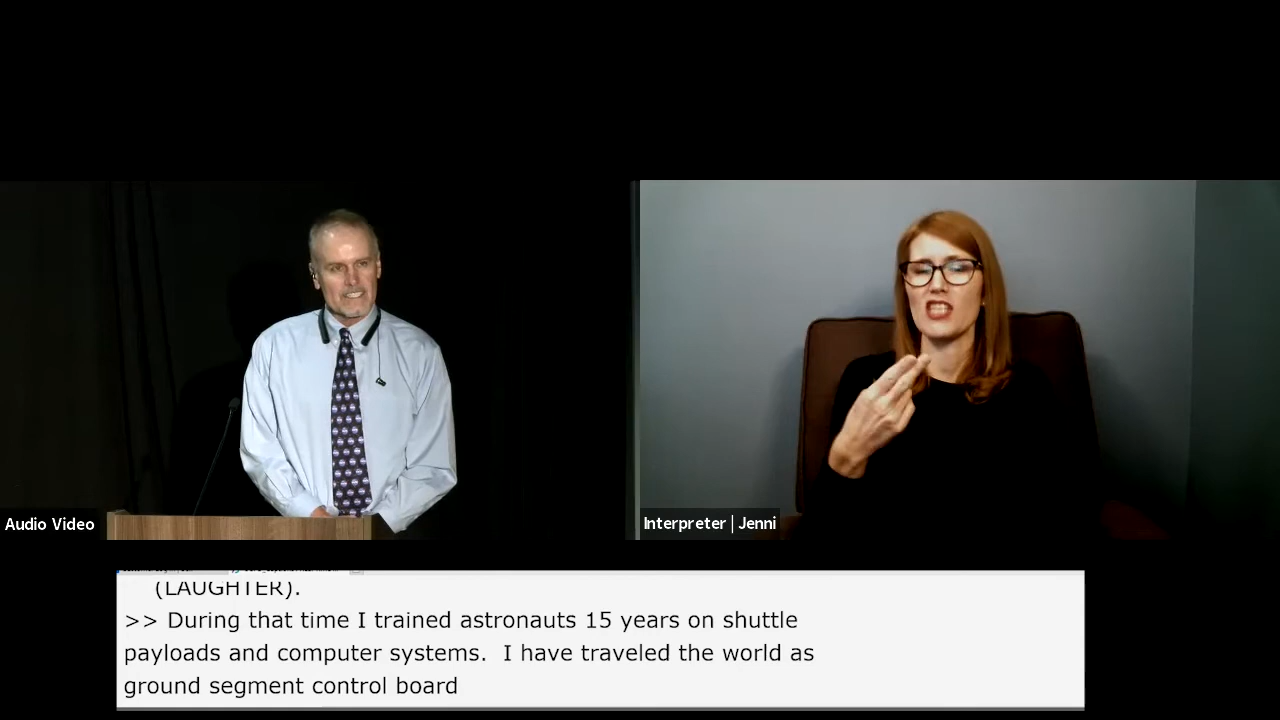 Audio Video
Interpreter | Jenni
(LAUGHTER).
>> During that time I trained astronauts 15 years on shuttle
payloads and computer systems.  I have traveled the world as
ground segment control board